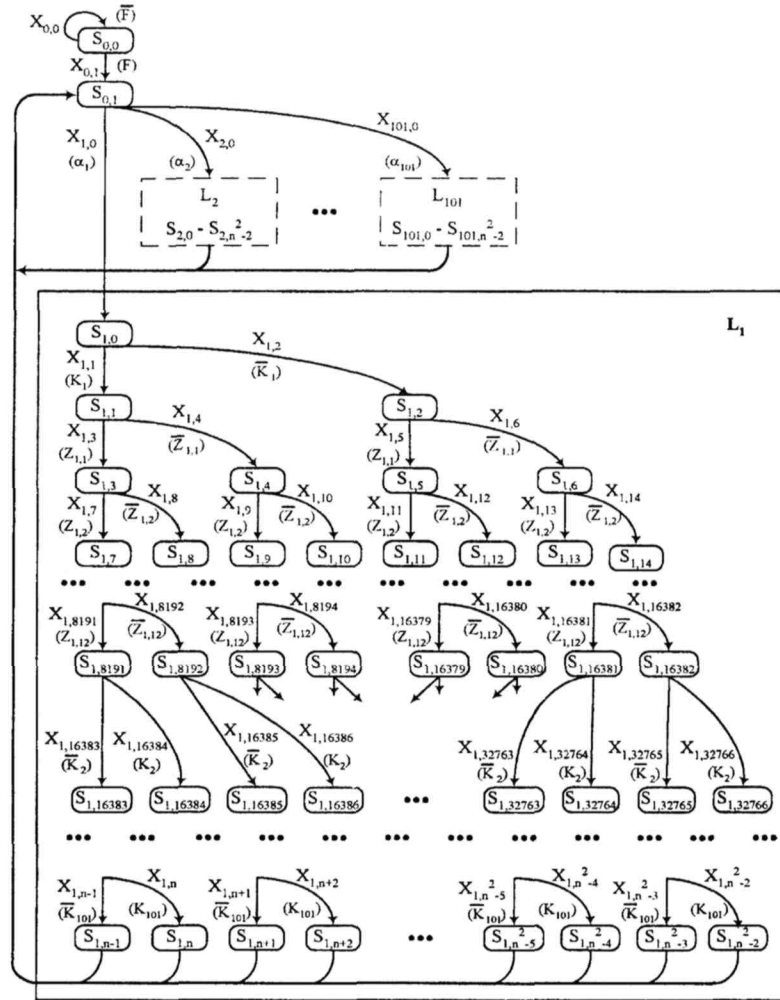 X₀,₀ (F̅)
S₀,₀
X₀,₁ (F)
S₀,₁
X₁,₀ X₂,₀ X₁₀₁,₀
(α₁) (α₂) (α₁₀₁)
L₂ ••• L₁₀₁
S₂,₀ - S₂,ₙ²₋₂ S₁₀₁,₀ - S₁₀₁,ₙ²₋₂
L₁
S₁,₀
X₁,₁ X₁,₂
(K₁) (K̅₁)
S₁,₁ S₁,₂
X₁,₃ X₁,₄ X₁,₅ X₁,₆
(Z₁,₁) (Z̅₁,₁) (Z₁,₁) (Z̅₁,₁)
S₁,₃ S₁,₄ S₁,₅ S₁,₆
X₁,₇ X₁,₈ X₁,₉ X₁,₁₀ X₁,₁₁ X₁,₁₂ X₁,₁₃ X₁,₁₄
(Z₁,₂) (Z̅₁,₂) (Z₁,₂) (Z̅₁,₂) (Z₁,₂) (Z̅₁,₂) (Z₁,₂) (Z̅₁,₂)
S₁,₇ S₁,₈ S₁,₉ S₁,₁₀ S₁,₁₁ S₁,₁₂ S₁,₁₃ S₁,₁₄
••• ••• ••• ••• ••• ••• ••• •••
X₁,₈₁₉₁ X₁,₈₁₉₂ X₁,₈₁₉₃ X₁,₈₁₉₄ X₁,₁₆₃₇₉ X₁,₁₆₃₈₀ X₁,₁₆₃₈₁ X₁,₁₆₃₈₂
(Z₁,₁₂) (Z̅₁,₁₂) (Z₁,₁₂) (Z̅₁,₁₂) (Z₁,₁₂) (Z̅₁,₁₂) (Z₁,₁₂) (Z̅₁,₁₂)
S₁,₈₁₉₁ S₁,₈₁₉₂ S₁,₈₁₉₃ S₁,₈₁₉₄ S₁,₁₆₃₇₉ S₁,₁₆₃₈₀ S₁,₁₆₃₈₁ S₁,₁₆₃₈₂
X₁,₁₆₃₈₃ X₁,₁₆₃₈₄ X₁,₁₆₃₈₅ X₁,₁₆₃₈₆ X₁,₃₂₇₆₃ X₁,₃₂₇₆₄ X₁,₃₂₇₆₅ X₁,₃₂₇₆₆
(K̅₂) (K₂) (K̅₂) (K₂) (K̅₂) (K₂) (K̅₂) (K₂)
S₁,₁₆₃₈₃ S₁,₁₆₃₈₄ S₁,₁₆₃₈₅ S₁,₁₆₃₈₆ ••• S₁,₃₂₇₆₃ S₁,₃₂₇₆₄ S₁,₃₂₇₆₅ S₁,₃₂₇₆₆
••• ••• ••• ••• ••• ••• ••• ••• •••
X₁,ₙ₋₁ X₁,ₙ X₁,ₙ₊₁ X₁,ₙ₊₂ X₁,ₙ²₋₅ X₁,ₙ²₋₄ X₁,ₙ²₋₃ X₁,ₙ²₋₂
(K̅₁₀₁) (K₁₀₁) (K̅₁₀₁) (K₁₀₁) (K̅₁₀₁) (K₁₀₁) (K̅₁₀₁) (K₁₀₁)
S₁,ₙ₋₁ S₁,ₙ S₁,ₙ₊₁ S₁,ₙ₊₂ ••• S₁,ₙ²₋₅ S₁,ₙ²₋₄ S₁,ₙ²₋₃ S₁,ₙ²₋₂